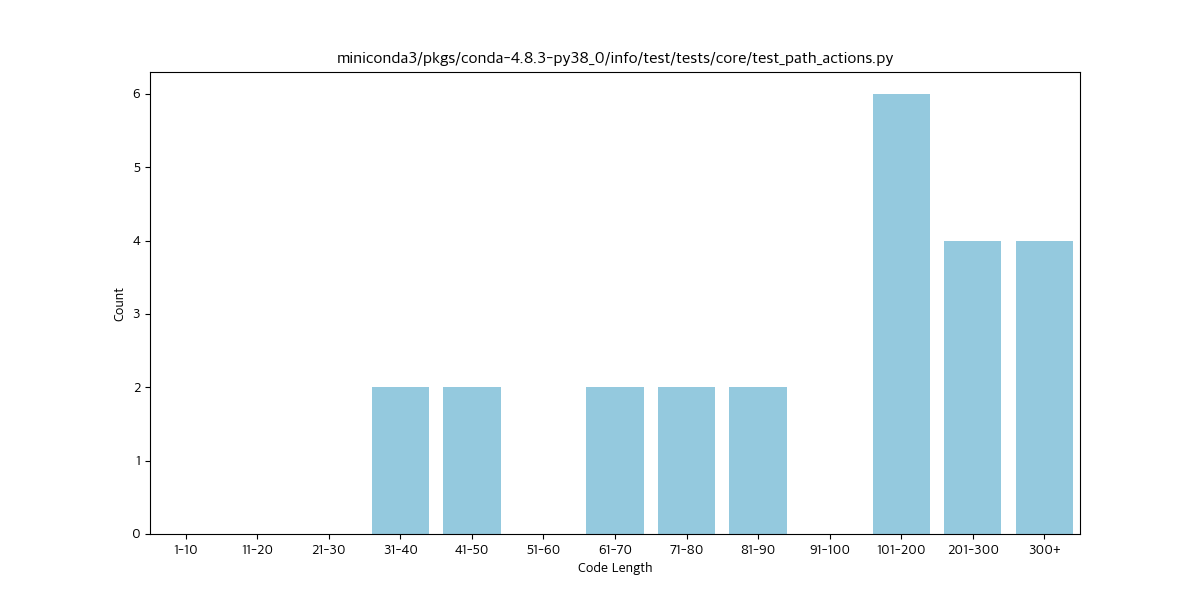 miniconda3/pkgs/conda-4.8.3-py38_0/info/test/tests/core/test_path_actions.py
6
5
4
3
2
1
0
Count
1-10 11-20 21-30 31-40 41-50 51-60 61-70 71-80 81-90 91-100 101-200 201-300 300+
Code Length